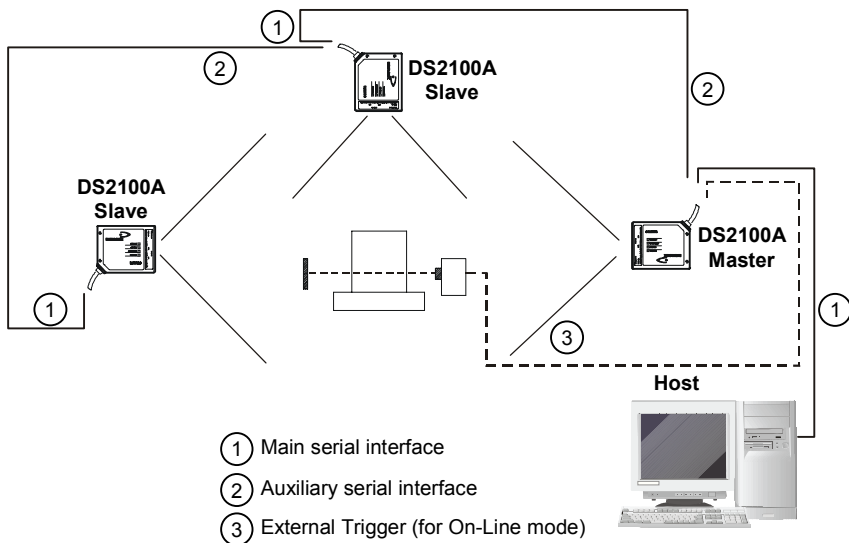 1
2
DS2100A
Slave
2
DS2100A
Slave
DS2100A
Master
1
3
1
Host
1 Main serial interface
2 Auxiliary serial interface
3 External Trigger (for On-Line mode)